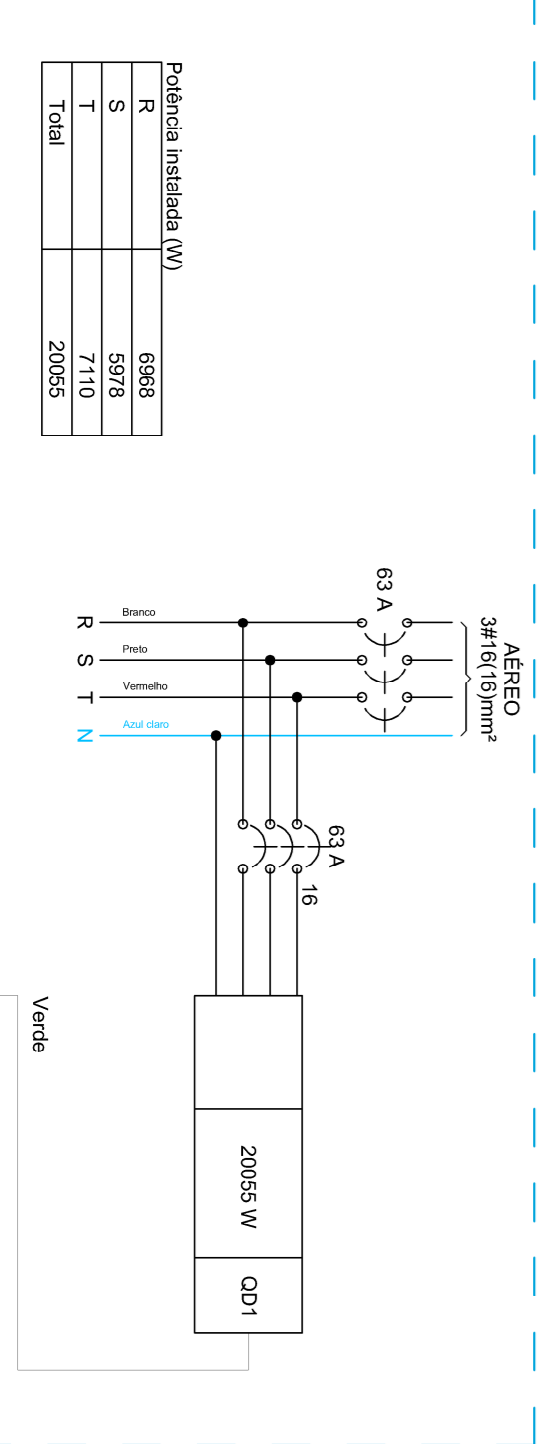 Potência instalada (W)
R 6968
S 5978
T 7110
Total 20055
AÉREO
3#16(16)mm²
63 A
Branco
R
Preto
S
Vermelho
T
Azul claro
N
63 A
16
20055 W
QD1
Verde